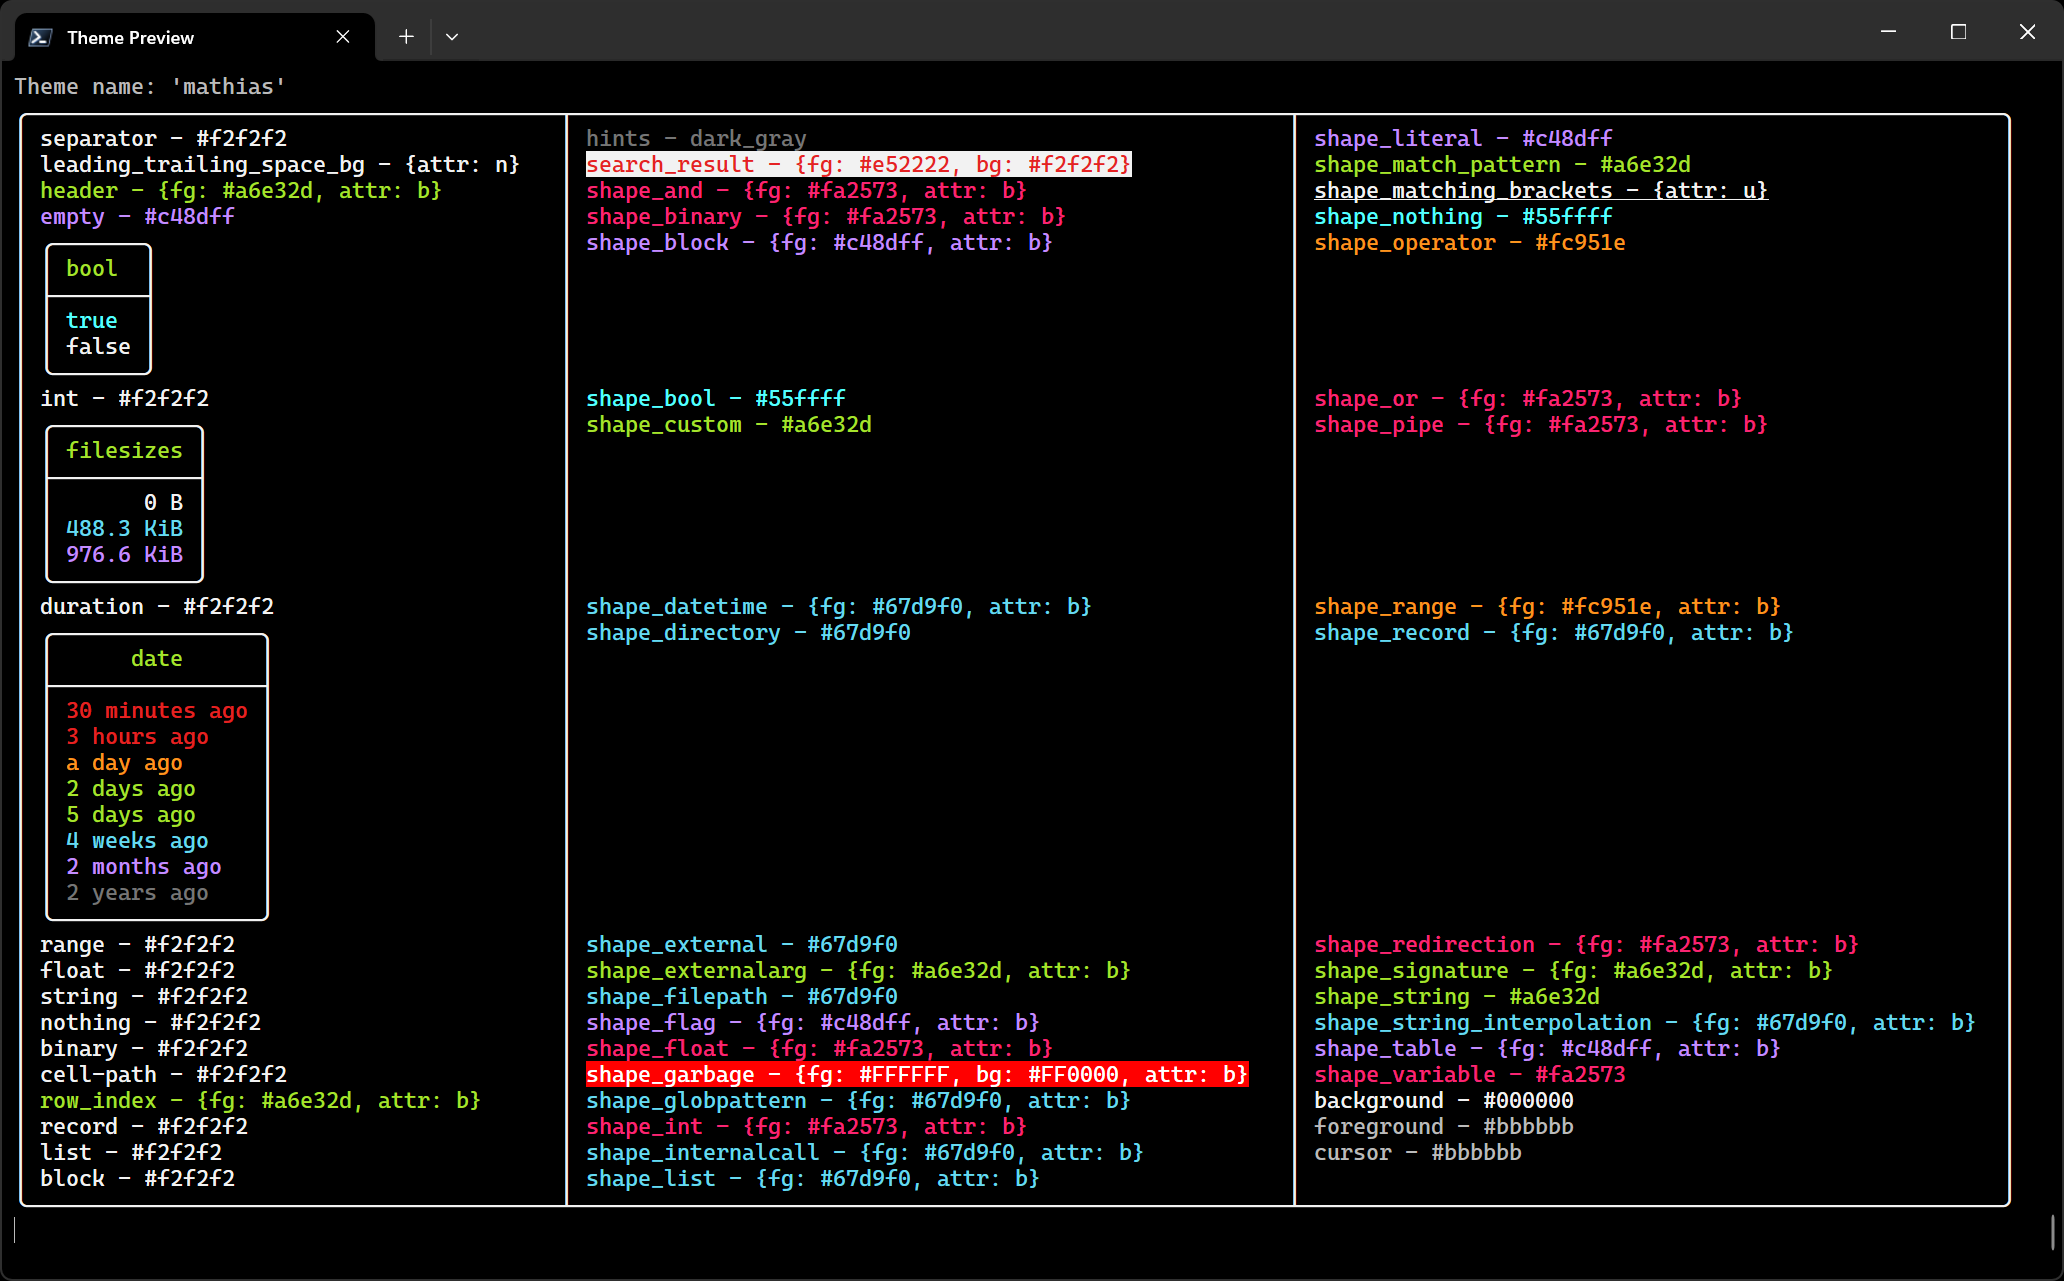 Theme Preview
Theme name: 'mathias'
separator - #f2f2f2
leading_trailing_space_bg - {attr: n}
header - {fg: #a6e32d, attr: b}
empty - #c48dff
bool
true
false
int - #f2f2f2
filesizes
0 B
488.3 KiB
976.6 KiB
duration - #f2f2f2
date
30 minutes ago
3 hours ago
a day ago
2 days ago
5 days ago
4 weeks ago
2 months ago
2 years ago
range - #f2f2f2
float - #f2f2f2
string - #f2f2f2
nothing - #f2f2f2
binary - #f2f2f2
cell-path - #f2f2f2
row_index - {fg: #a6e32d, attr: b}
record - #f2f2f2
list - #f2f2f2
block - #f2f2f2
hints - dark_gray
search_result - {fg: #e52222, bg: #f2f2f2}
shape_and - {fg: #fa2573, attr: b}
shape_binary - {fg: #fa2573, attr: b}
shape_block - {fg: #c48dff, attr: b}
shape_bool - #55ffff
shape_custom - #a6e32d
shape_datetime - {fg: #67d9f0, attr: b}
shape_directory - #67d9f0
shape_external - #67d9f0
shape_externalarg - {fg: #a6e32d, attr: b}
shape_filepath - #67d9f0
shape_flag - {fg: #c48dff, attr: b}
shape_float - {fg: #fa2573, attr: b}
shape_garbage - {fg: #FFFFFF, bg: #FF0000, attr: b}
shape_globpattern - {fg: #67d9f0, attr: b}
shape_int - {fg: #fa2573, attr: b}
shape_internalcall - {fg: #67d9f0, attr: b}
shape_list - {fg: #67d9f0, attr: b}
shape_literal - #c48dff
shape_match_pattern - #a6e32d
shape_matching_brackets - {attr: u}
shape_nothing - #55ffff
shape_operator - #fc951e
shape_or - {fg: #fa2573, attr: b}
shape_pipe - {fg: #fa2573, attr: b}
shape_range - {fg: #fc951e, attr: b}
shape_record - {fg: #67d9f0, attr: b}
shape_redirection - {fg: #fa2573, attr: b}
shape_signature - {fg: #a6e32d, attr: b}
shape_string - #a6e32d
shape_string_interpolation - {fg: #67d9f0, attr: b}
shape_table - {fg: #c48dff, attr: b}
shape_variable - #fa2573
background - #000000
foreground - #bbbbbb
cursor - #bbbbbb